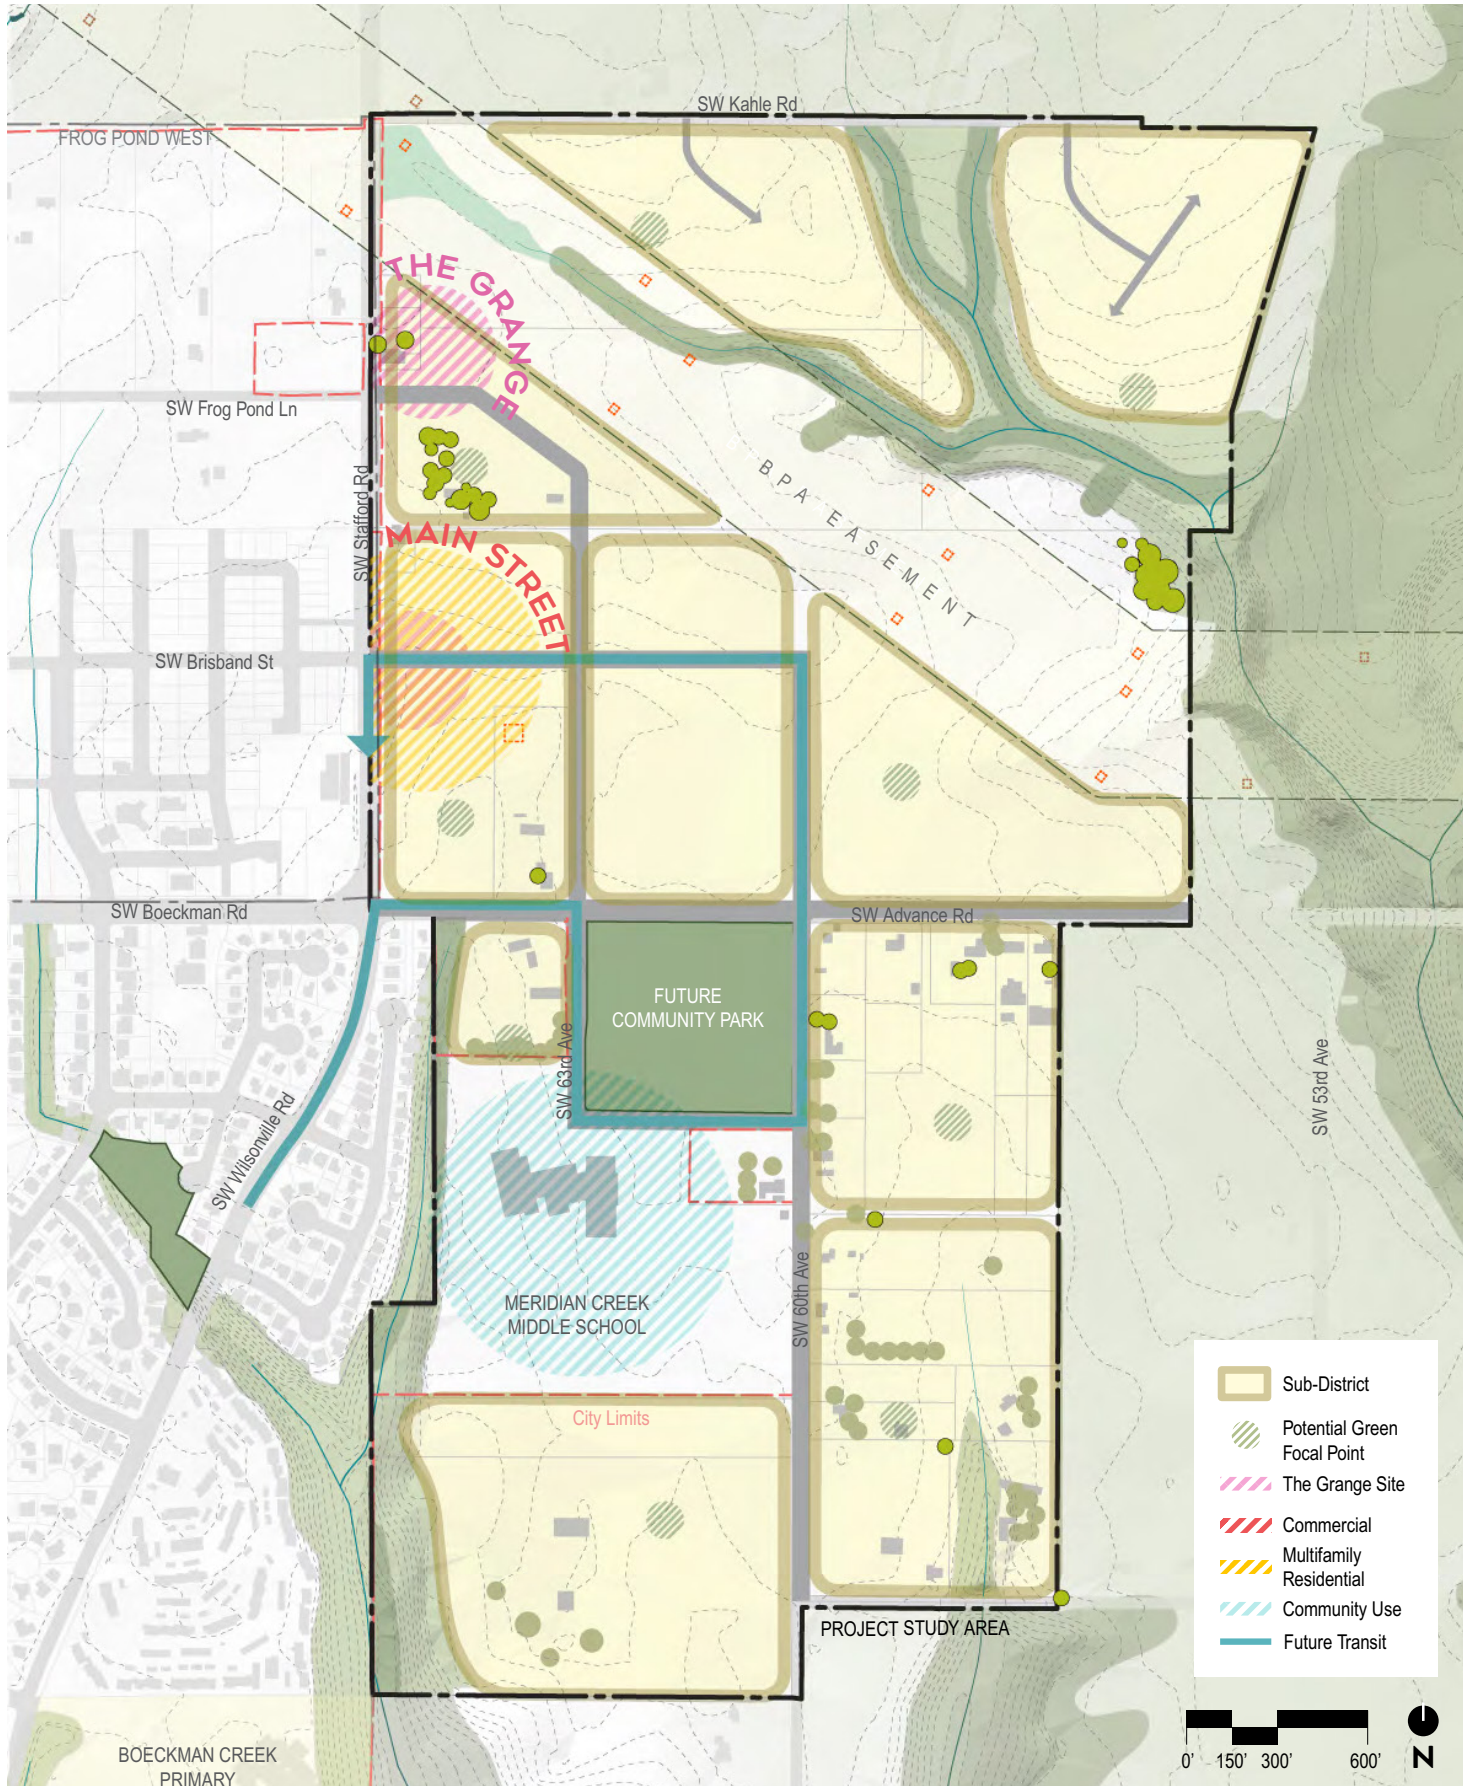 SW Kahle Rd
FROG POND WEST
THE GRANGE
SW Frog Pond Ln
SW Stafford Rd
BPA EASEMENT
MAIN STREET
SW Brisband St
SW Boeckman Rd
SW Advance Rd
FUTURE
COMMUNITY PARK
SW 63rd Ave
SW 53rd Ave
SW Wilsonville Rd
SW 60th Ave
MERIDIAN CREEK
MIDDLE SCHOOL
City Limits
PROJECT STUDY AREA
BOECKMAN CREEK
PRIMARY
Sub-District
Potential Green
Focal Point
The Grange Site
Commercial
Multifamily
Residential
Community Use
Future Transit
0' 150' 300' 600'
N